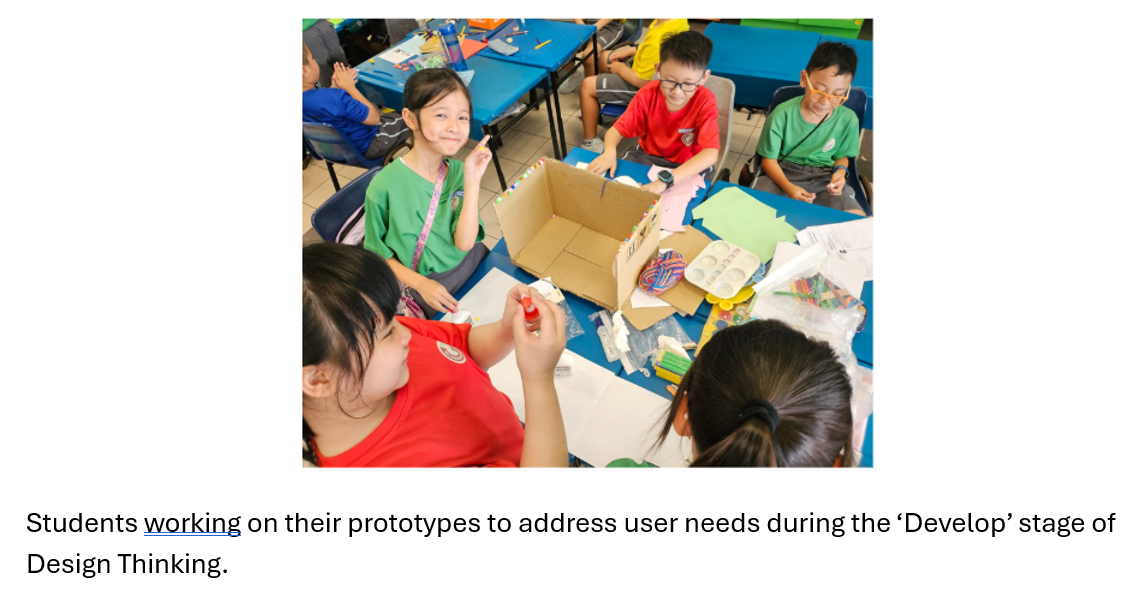 Students working on their prototypes to address user needs during the ‘Develop’ stage of
Design Thinking.